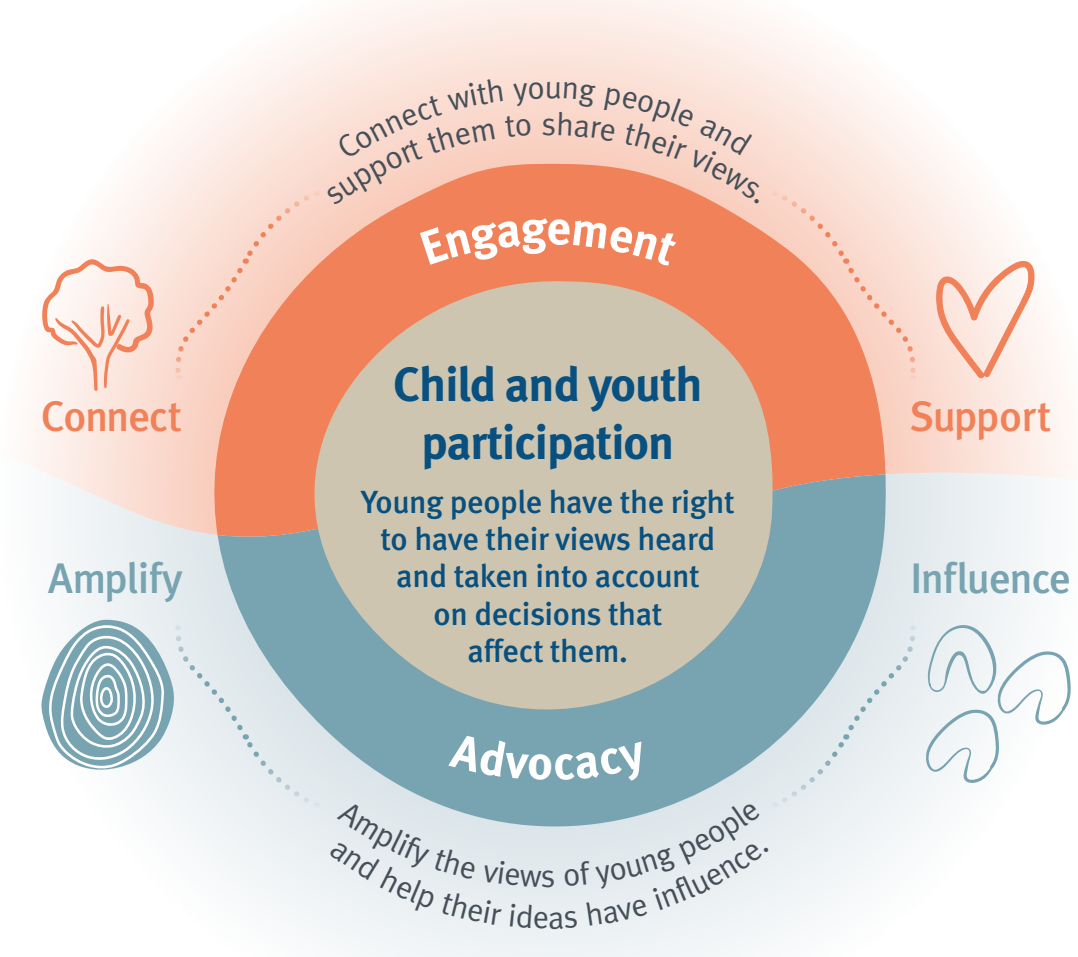 Connect with young people and
support them to share their views.
Engagement
Connect
Support
Child and youth
participation
Young people have the right
to have their views heard
and taken into account
on decisions that
affect them.
Amplify
Influence
Advocacy
Amplify the views of young people
and help their ideas have influence.